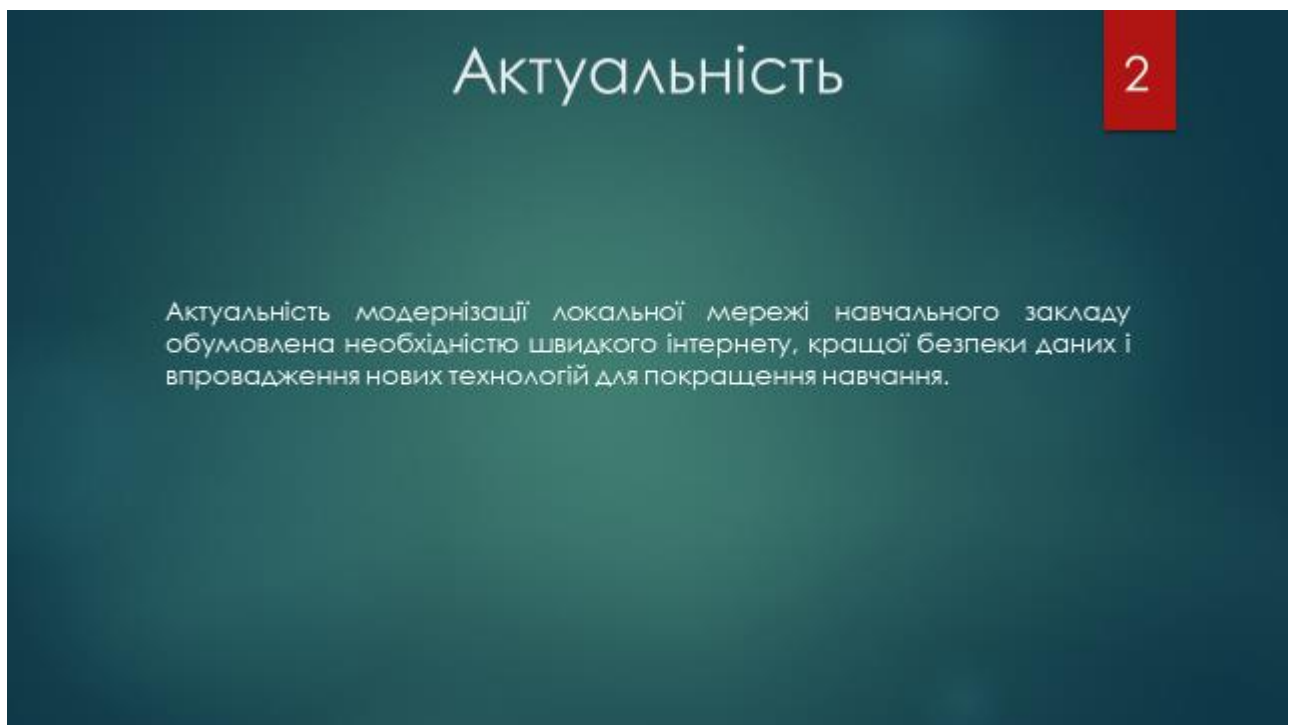 Актуальність
2
Актуальність модернізації локальної мережі навчального закладу
обумовлена необхідністю швидкого інтернету, кращої безпеки даних і
впровадження нових технологій для покращення навчання.